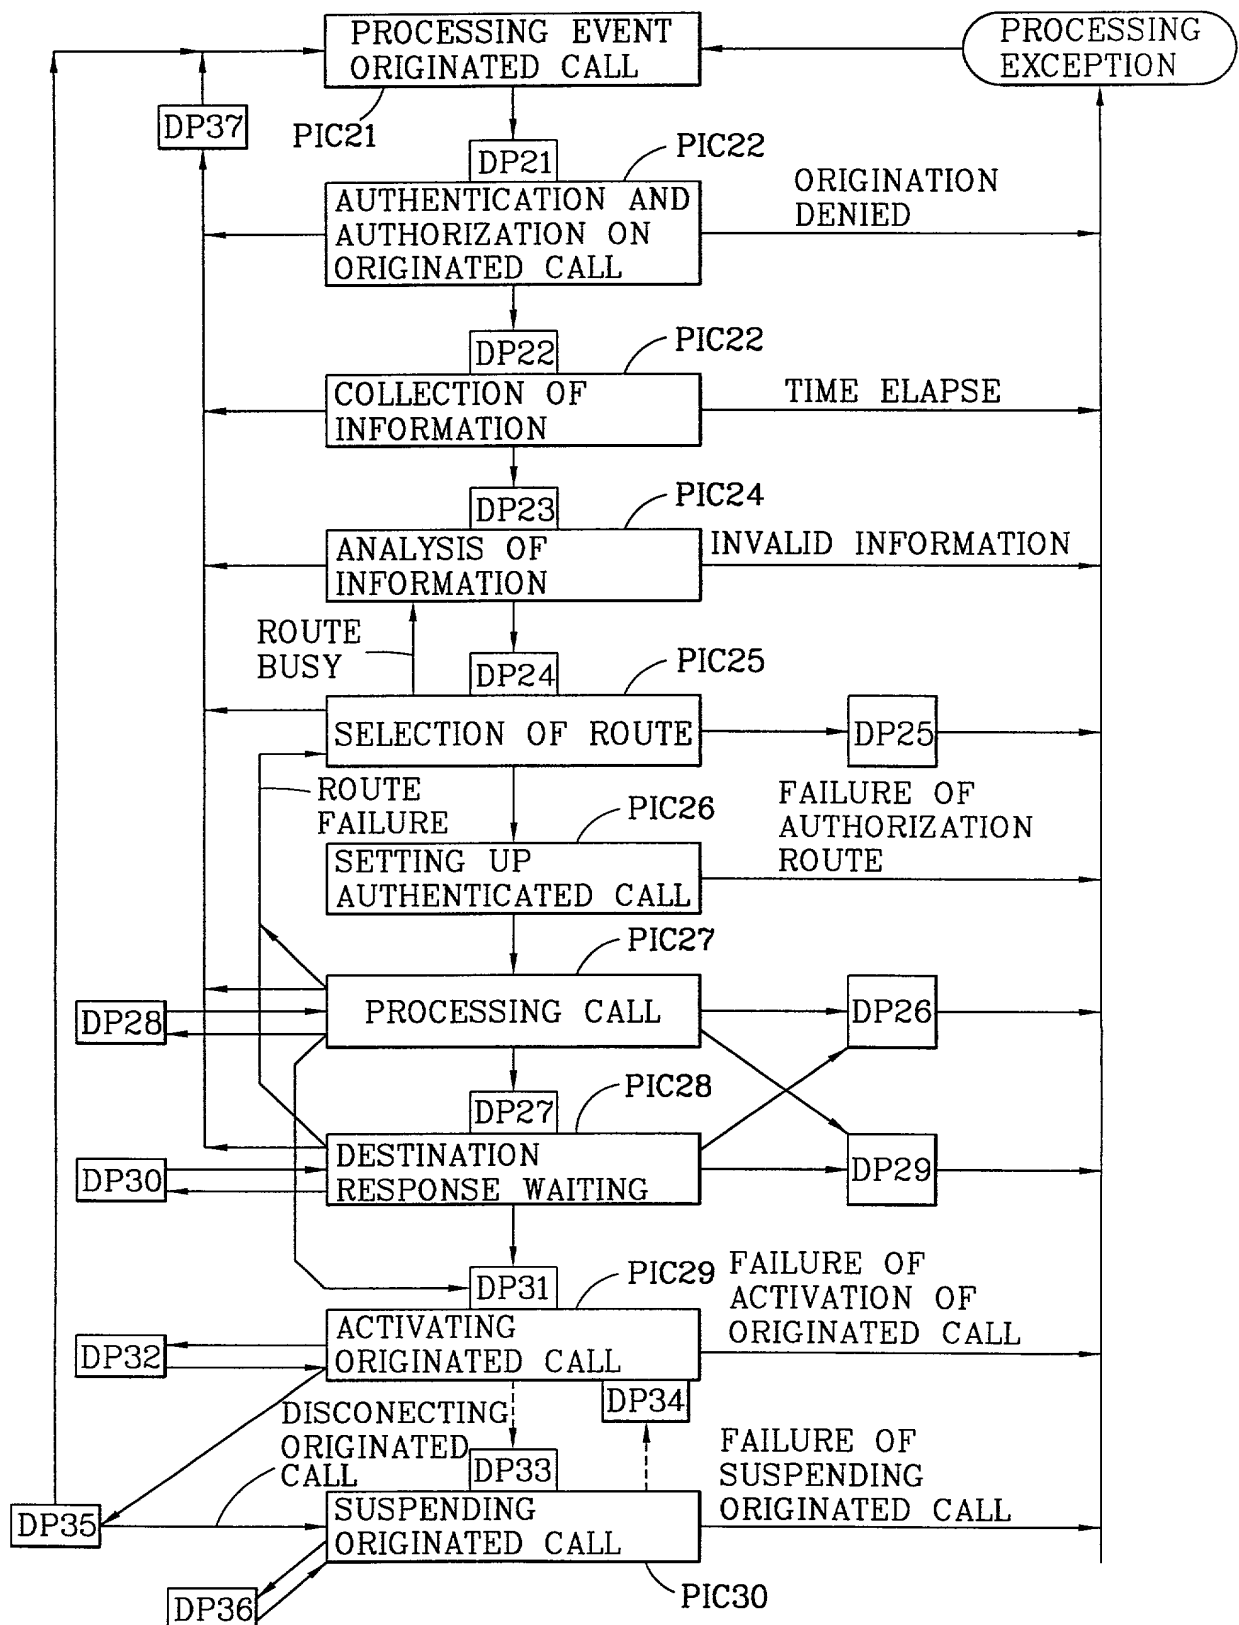 PROCESSING EVENT
ORIGINATED CALL
PROCESSING
EXCEPTION
DP37
PIC21
DP21
PIC22
AUTHENTICATION AND
AUTHORIZATION ON
ORIGINATED CALL
ORIGINATION
DENIED
DP22
PIC22
COLLECTION OF
INFORMATION
TIME ELAPSE
DP23
PIC24
ANALYSIS OF
INFORMATION
INVALID INFORMATION
ROUTE
BUSY
DP24
PIC25
SELECTION OF ROUTE
DP25
ROUTE
FAILURE
PIC26
FAILURE OF
AUTHORIZATION
ROUTE
SETTING UP
AUTHENTICATED CALL
PIC27
DP28
PROCESSING CALL
DP26
DP27
PIC28
DP30
DESTINATION
RESPONSE WAITING
DP29
DP31
PIC29
FAILURE OF
ACTIVATION OF
ORIGINATED CALL
DP32
ACTIVATING
ORIGINATED CALL
DP34
DISCONECTING
ORIGINATED
CALL
DP33
FAILURE OF
SUSPENDING
ORIGINATED CALL
DP35
SUSPENDING
ORIGINATED CALL
DP36
PIC30